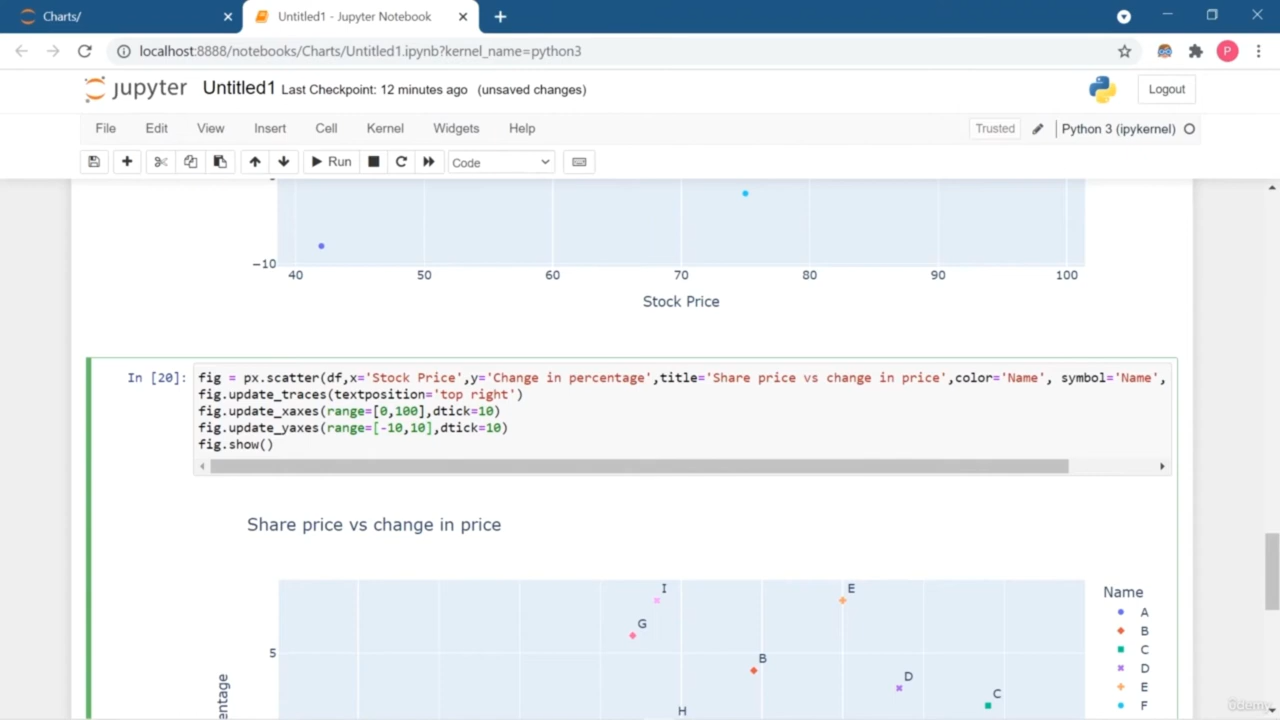 Charts/
Untitled1 - Jupyter Notebook
localhost:8888/notebooks/Charts/Untitled1.ipynb?kernel_name=python3
P
jupyter Untitled1 Last Checkpoint: 12 minutes ago (unsaved changes)
Logout
File Edit View Insert Cell Kernel Widgets Help
Trusted Python 3 (ipykernel)
Run Code
−10
40 50 60 70 80 90 100
Stock Price
In [20]:
fig = px.scatter(df,x='Stock Price',y='Change in percentage',title='Share price vs change in price',color='Name', symbol='Name',
fig.update_traces(textposition='top right')
fig.update_xaxes(range=[0,100],dtick=10)
fig.update_yaxes(range=[-10,10],dtick=10)
fig.show()
Share price vs change in price
I E
G
5
B
D
C
H
Name
A
B
C
D
E
F
entage
ûdemy